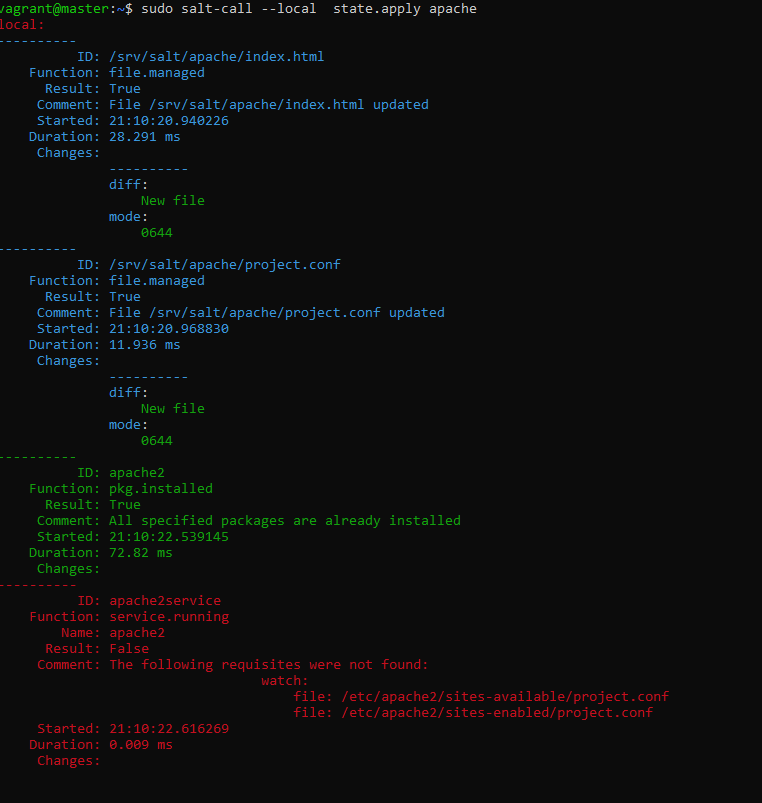 vagrant@master:~$ sudo salt-call --local  state.apply apache
local:
----------
ID: /srv/salt/apache/index.html
Function: file.managed
Result: True
Comment: File /srv/salt/apache/index.html updated
Started: 21:10:20.940226
Duration: 28.291 ms
Changes:
----------
diff:
New file
mode:
0644
----------
ID: /srv/salt/apache/project.conf
Function: file.managed
Result: True
Comment: File /srv/salt/apache/project.conf updated
Started: 21:10:20.968830
Duration: 11.936 ms
Changes:
----------
diff:
New file
mode:
0644
----------
ID: apache2
Function: pkg.installed
Result: True
Comment: All specified packages are already installed
Started: 21:10:22.539145
Duration: 72.82 ms
Changes:
----------
ID: apache2service
Function: service.running
Name: apache2
Result: False
Comment: The following requisites were not found:
watch:
file: /etc/apache2/sites-available/project.conf
file: /etc/apache2/sites-enabled/project.conf
Started: 21:10:22.616269
Duration: 0.009 ms
Changes: